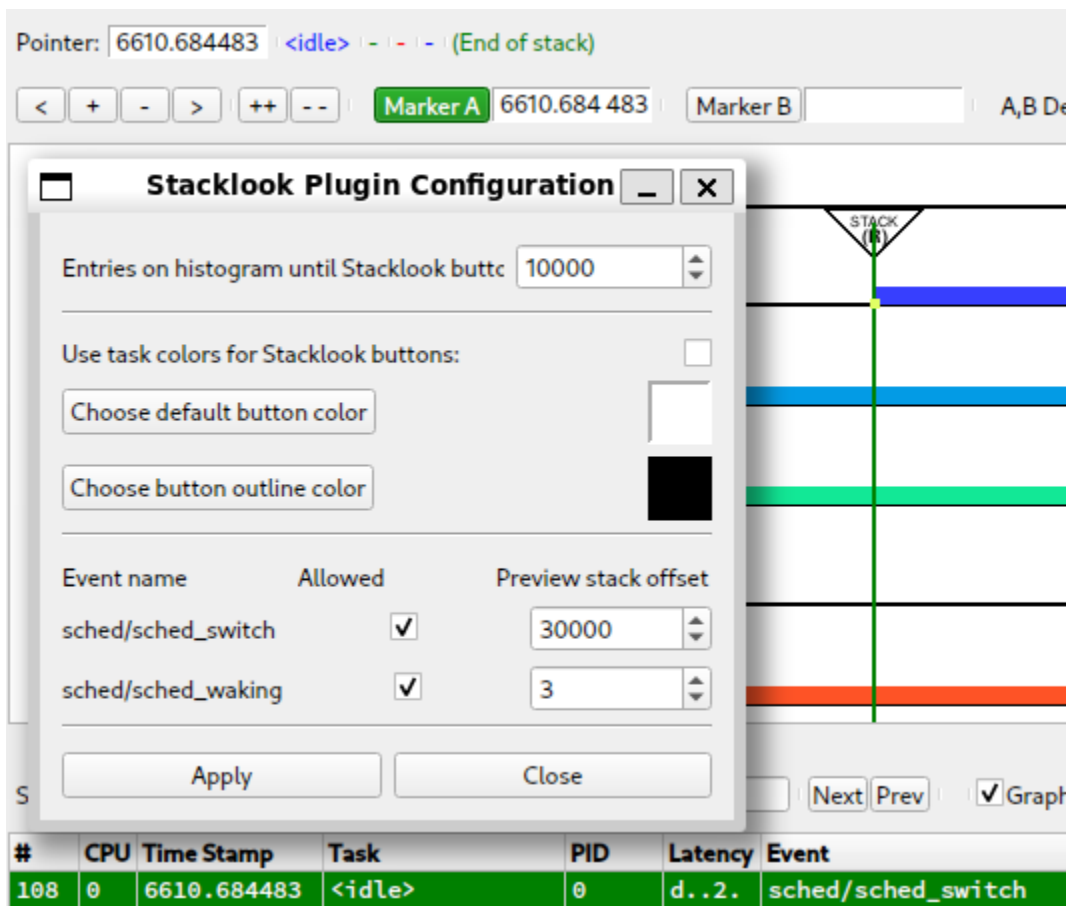 Pointer: 6610.684483 <idle> - - - (End of stack)
< + - > ++ - - Marker A 6610.684 483 Marker B A,B De
Stacklook Plugin Configuration
STACK
Entries on histogram until Stacklook buttc 10000
Use task colors for Stacklook buttons:
Choose default button color
Choose button outline color
Event name Allowed Preview stack offset
sched/sched_switch 30000
sched/sched_waking 3
Apply Close
S Next Prev Graph
# CPU Time Stamp Task PID Latency Event
108 0 6610.684483 <idle> 0 d..2. sched/sched_switch